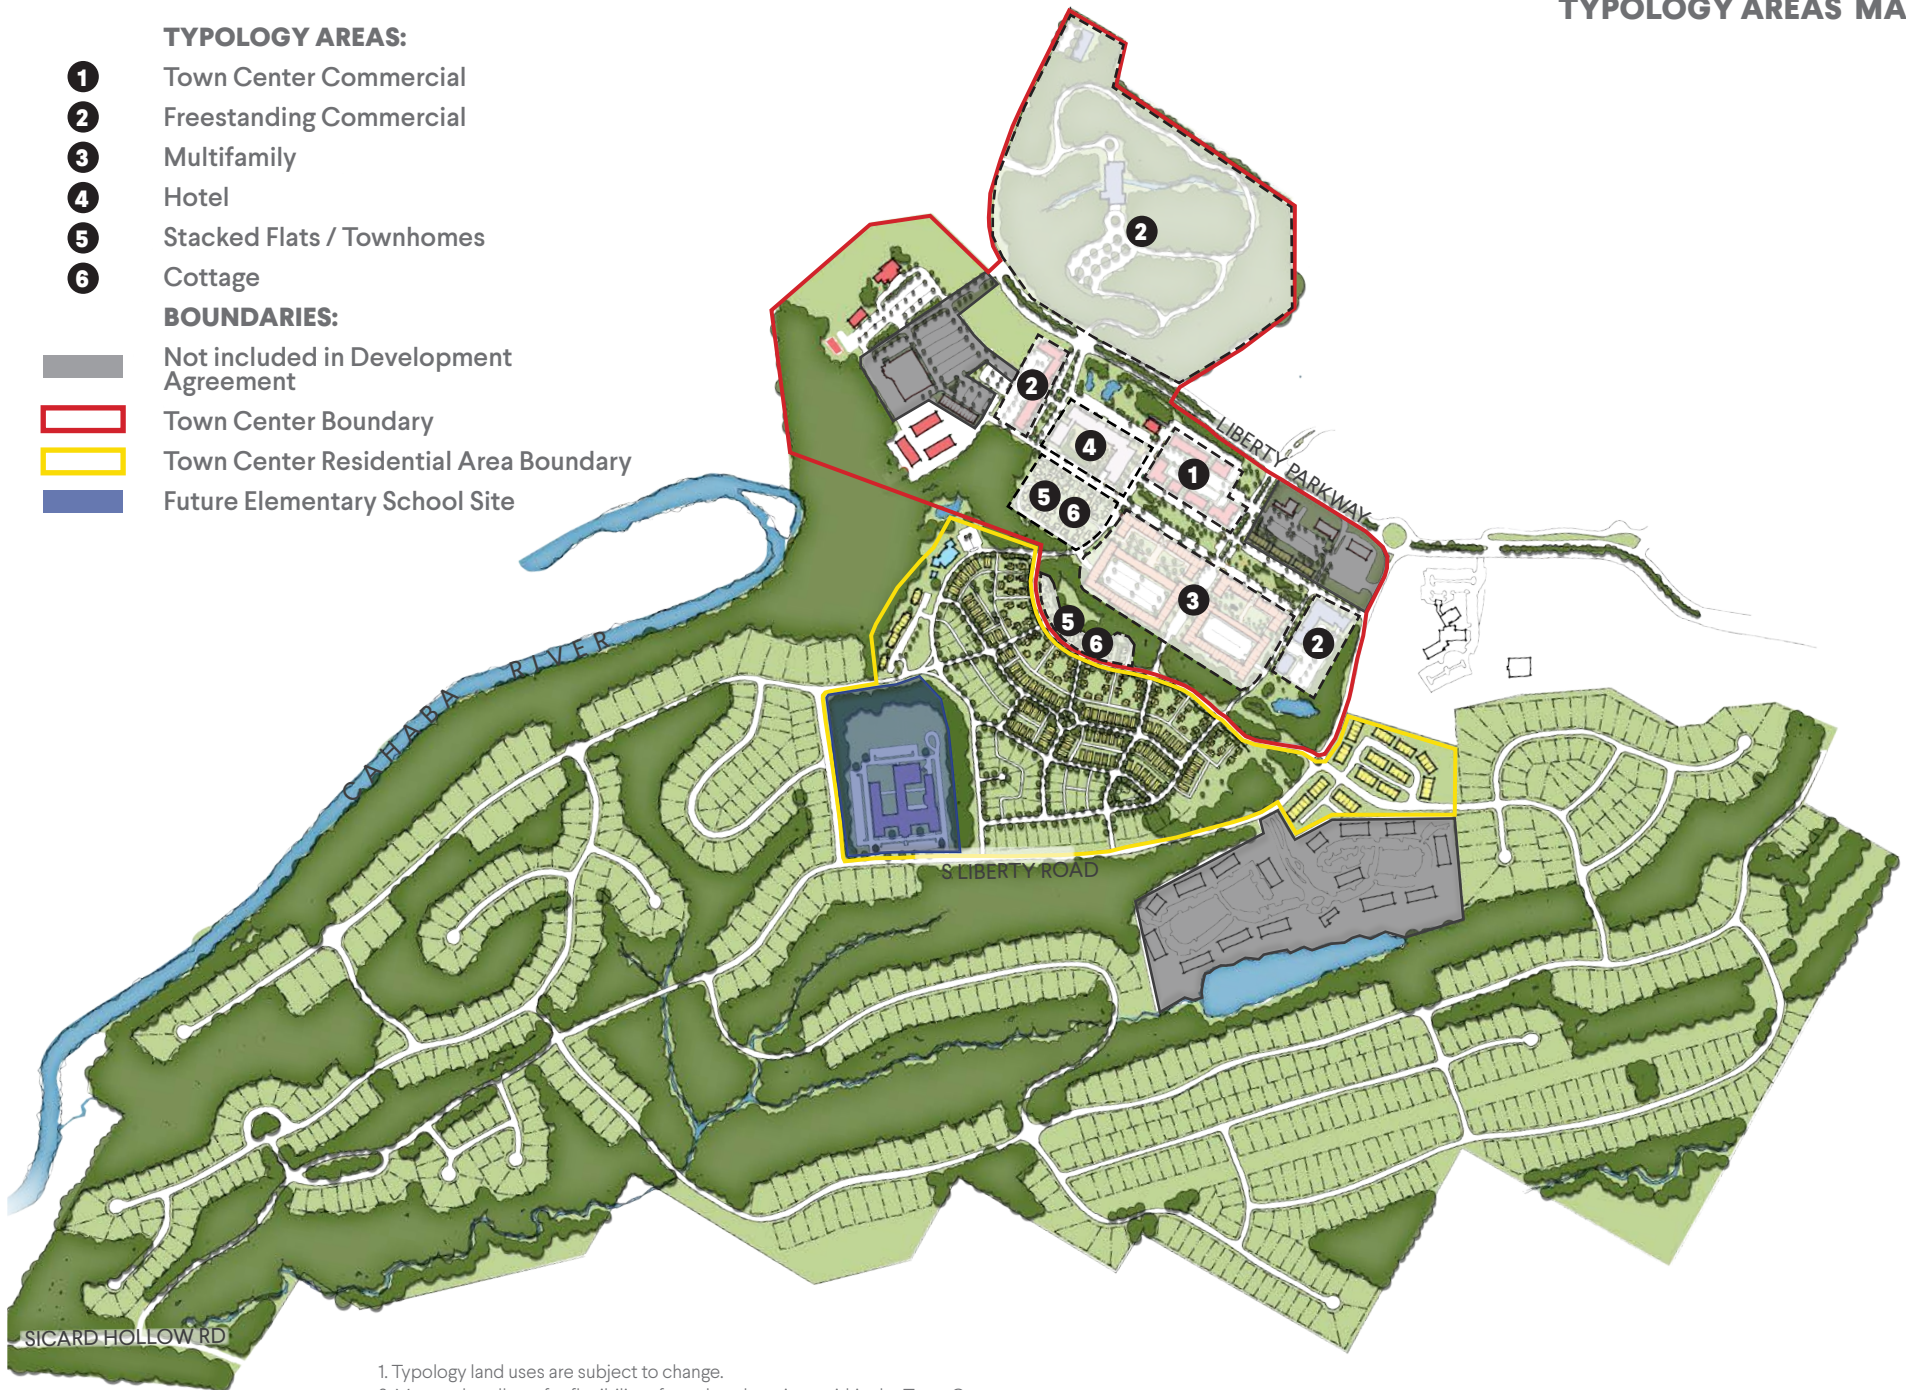 TYPOLOGY AREAS MA
TYPOLOGY AREAS:
1 Town Center Commercial
2 Freestanding Commercial
3 Multifamily
4 Hotel
5 Stacked Flats / Townhomes
6 Cottage
BOUNDARIES:
Not included in Development
Agreement
Town Center Boundary
Town Center Residential Area Boundary
Future Elementary School Site
2
2
4
1
LIBERTY PARKWAY
5
6
3
5
6
2
CAHABA RIVER
S LIBERTY ROAD
SICARD HOLLOW RD
1. Typology land uses are subject to change.